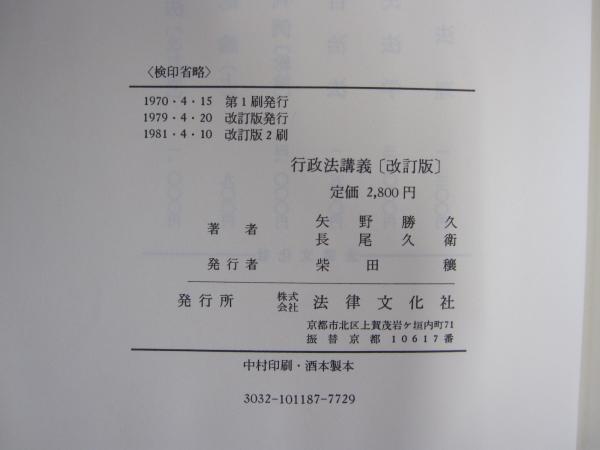 〈検印省略〉
1970・4・15 第1刷発行
1979・4・20 改訂版発行
1981・4・10 改訂版2刷
行政法講義〔改訂版〕
定価 2,800円
著者 矢野勝久
長尾久衛
発行者 柴田穣
発行所 株式会社 法律文化社
京都市北区上賀茂岩ケ垣内町71
振替京都 10617番
中村印刷・酒本製本
3032-101187-7729